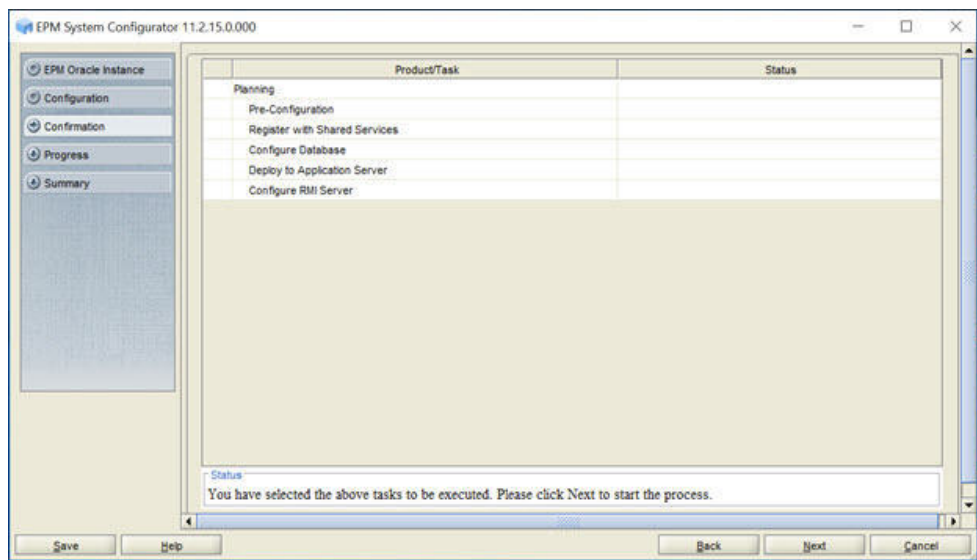 EPM System Configurator 11.2.15.0.000
EPM Oracle Instance
Configuration
Confirmation
Progress
Summary
Product/Task Status
Planning
Pre-Configuration
Register with Shared Services
Configure Database
Deploy to Application Server
Configure RMI Server
Status
You have selected the above tasks to be executed. Please click Next to start the process.
Save Help Back Next Cancel